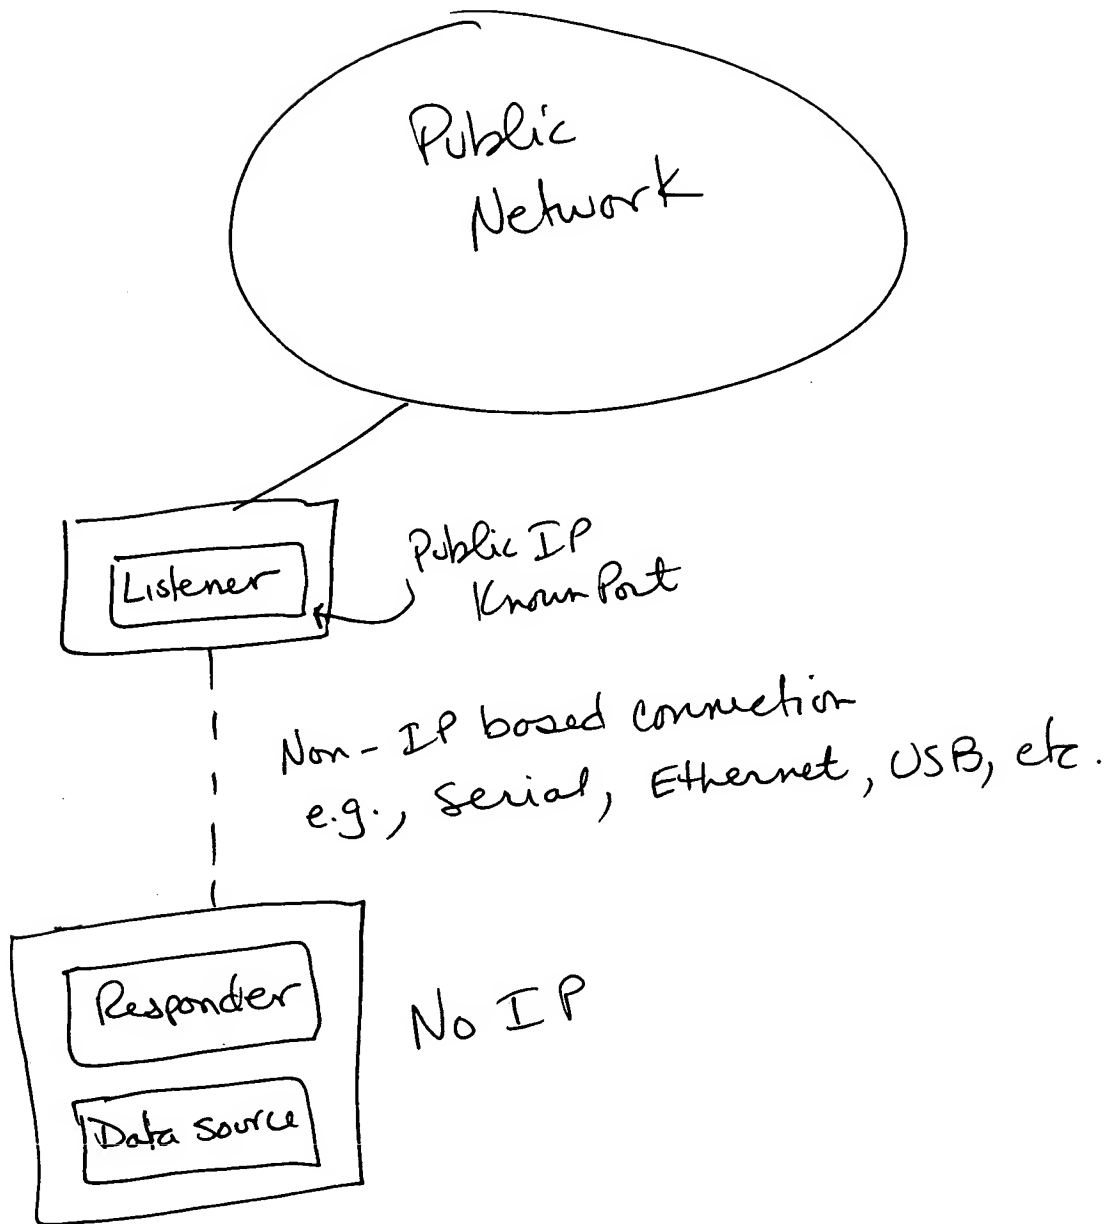 Public
Network
Listener
Public IP
Known Port
Non-IP based connection
e.g., Serial, Ethernet, USB, etc.
Responder
No IP
Data source